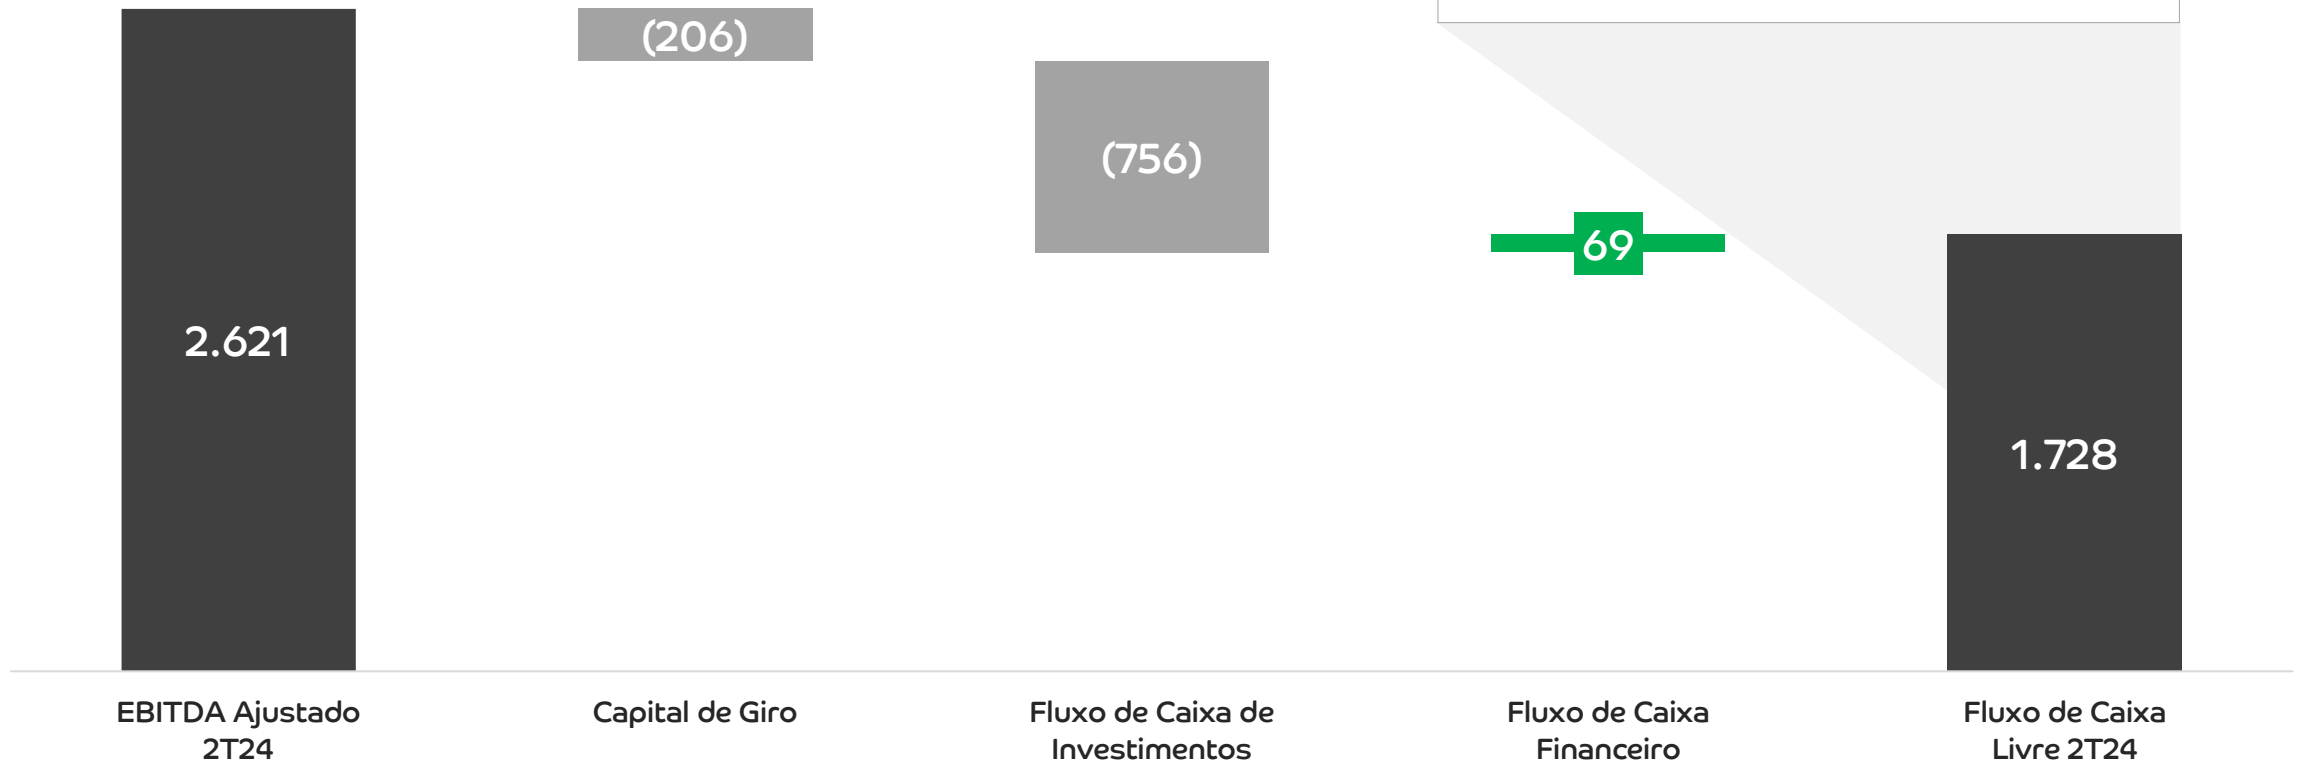 (206)
(756)
69
2.621
1.728
EBITDA Ajustado
2T24
Capital de Giro
Fluxo de Caixa de
Investimentos
Fluxo de Caixa
Financeiro
Fluxo de Caixa
Livre 2T24